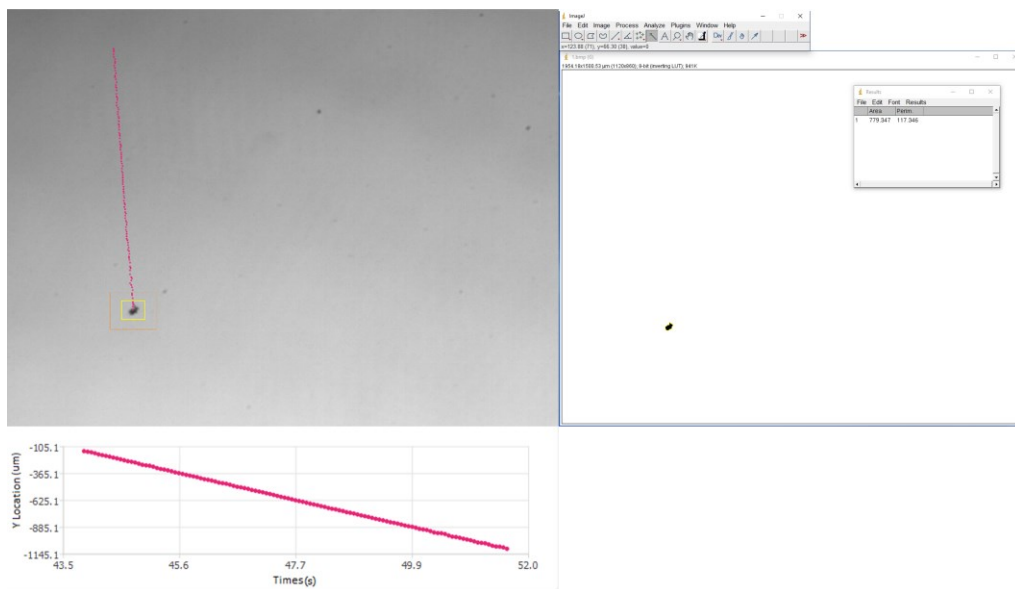 ImageJ
File Edit Image Process Analyze Plugins Window Help
Results
File Edit Font Results
Area Perim.
1 779.347 117.346
-105.1
-365.1
-625.1
-885.1
-1145.1
Y Location(um)
43.5 45.6 47.7 49.9 52.0
Times(s)